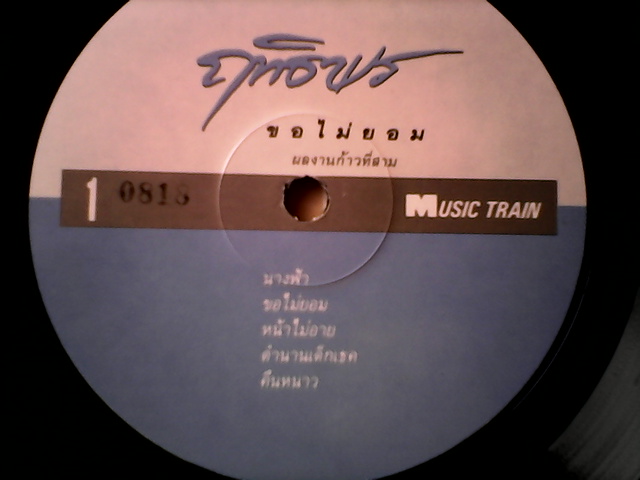 ฤทธิพร
ขอไม่ยอม
ผลงานก้าวที่สาม
1 0818 MUSIC TRAIN
นางฟ้า
ขอไม่ยอม
หน้าไม่อาย
ตำนานเด็กเธค
คืนหนาว